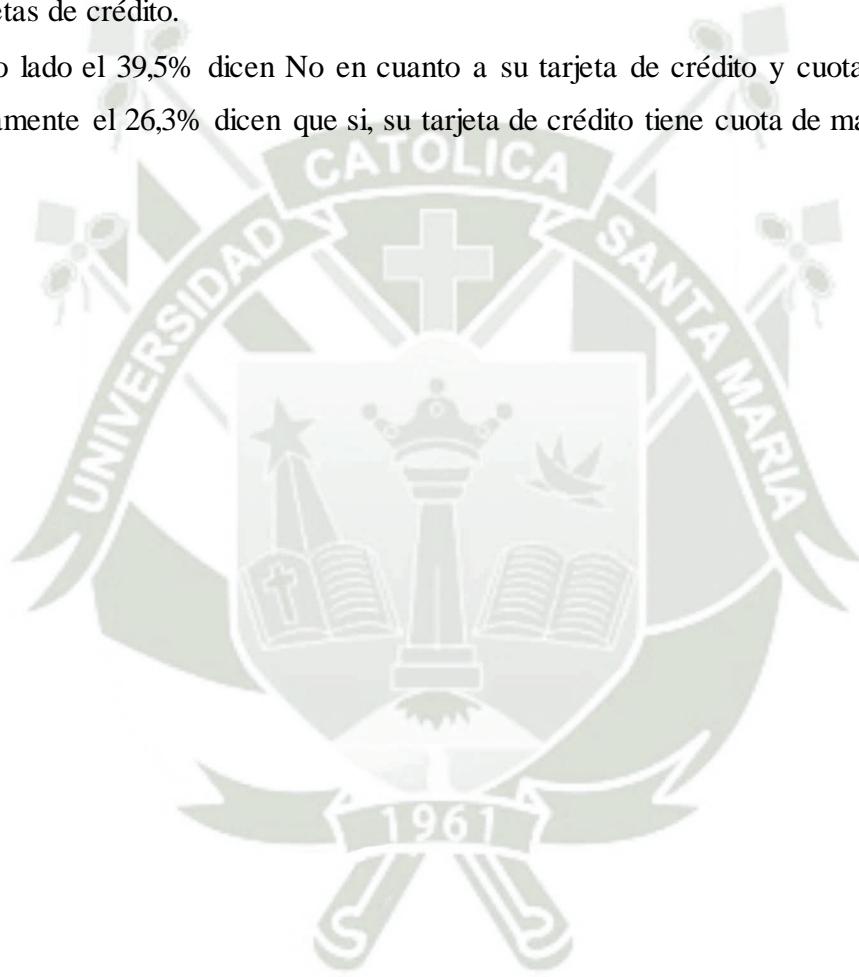 etas de crédito.
o lado el 39,5% dicen No en cuanto a su tarjeta de crédito y cuota
amente el 26,3% dicen que si, su tarjeta de crédito tiene cuota de ma
UNIVERSIDAD CATOLICA SANTA MARIA
1961